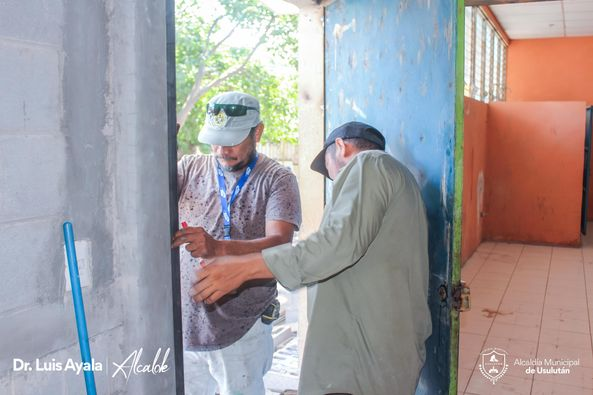 Dr. Luis Ayala Alcalde
Alcaldía Municipal
de Usulután